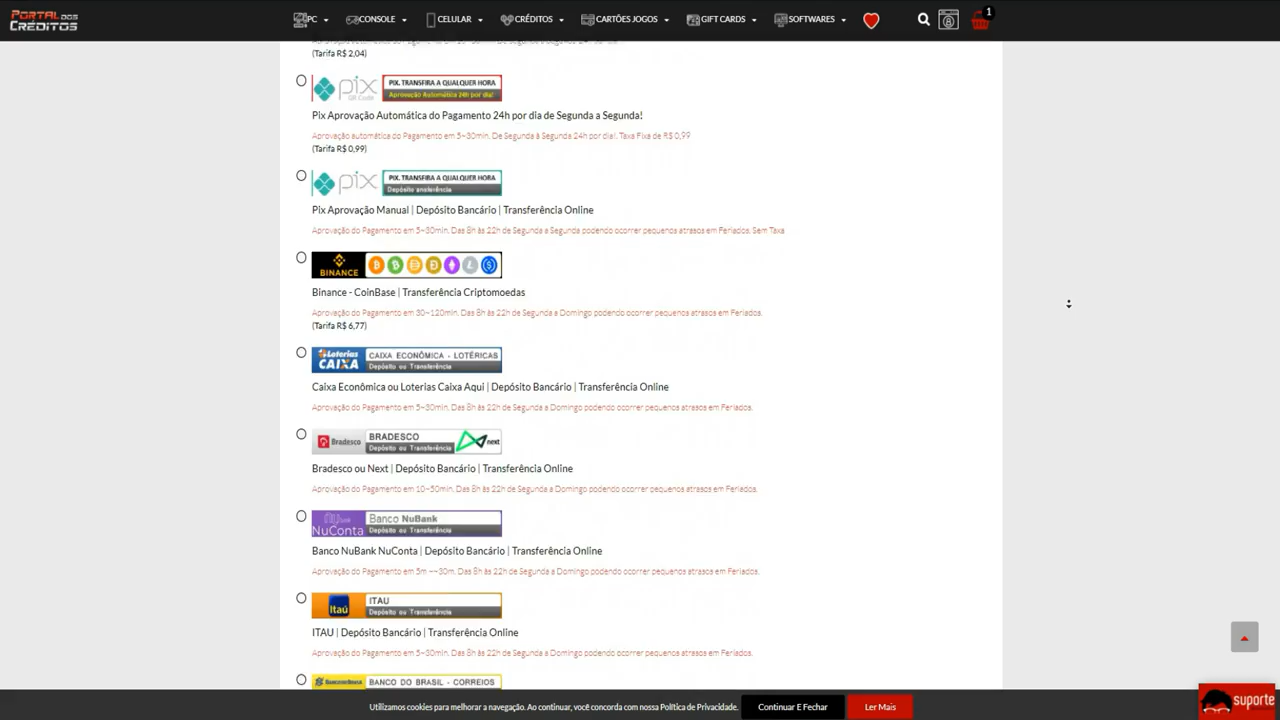 PORTAL DOS
CRÉDITOS
PC
CONSOLE
CELULAR
CRÉDITOS
CARTÕES JOGOS
GIFT CARDS
SOFTWARES
1
(Tarifa R$ 2,04)
pix
QR Code
PIX. TRANSFIRA A QUALQUER HORA
Aprovação Automática 24h por dia!
Pix Aprovação Automática do Pagamento 24h por dia de Segunda a Segunda!
Aprovação automática do Pagamento em 5~30min. De Segunda à Segunda 24h por dia!. Taxa Fixa de R$ 0,99
(Tarifa R$ 0,99)
pix
PIX. TRANSFIRA A QUALQUER HORA
Pix Aprovação Manual | Depósito Bancário | Transferência Online
Aprovação do Pagamento em 5~30min. Das 8h às 22h de Segunda a Segunda podendo ocorrer pequenos atrasos em Feriados. Sem Taxa
BINANCE
Binance - CoinBase | Transferência Criptomoedas
Aprovação do Pagamento em 30~120min. Das 8h às 22h de Segunda a Domingo podendo ocorrer pequenos atrasos em Feriados.
(Tarifa R$ 6,77)
Loterias
CAIXA
CAIXA ECONÔMICA - LOTÉRICAS
Depósito ou Transferência
Caixa Econômica ou Loterias Caixa Aqui | Depósito Bancário | Transferência Online
Aprovação do Pagamento em 5~30min. Das 8h às 22h de Segunda a Domingo podendo ocorrer pequenos atrasos em Feriados.
Bradesco
BRADESCO
Depósito ou Transferência
next
Bradesco ou Next | Depósito Bancário | Transferência Online
Aprovação do Pagamento em 10~50min. Das 8h às 22h de Segunda a Domingo podendo ocorrer pequenos atrasos em Feriados.
NuConta
Banco NuBank
Depósito ou Transferência
Banco NuBank NuConta | Depósito Bancário | Transferência Online
Aprovação do Pagamento em 5m ~~30m. Das 8h às 22h de Segunda a Domingo podendo ocorrer pequenos atrasos em Feriados.
Itaú
ITAU
Depósito ou Transferência
ITAU | Depósito Bancário | Transferência Online
Aprovação do Pagamento em 5~30min. Das 8h às 22h de Segunda a Domingo podendo ocorrer pequenos atrasos em Feriados.
BANCO DO BRASIL - CORREIOS
Utilizamos cookies para melhorar a navegação. Ao continuar, você concorda com nossa Política de Privacidade.
Continuar E Fechar
Ler Mais
suporte